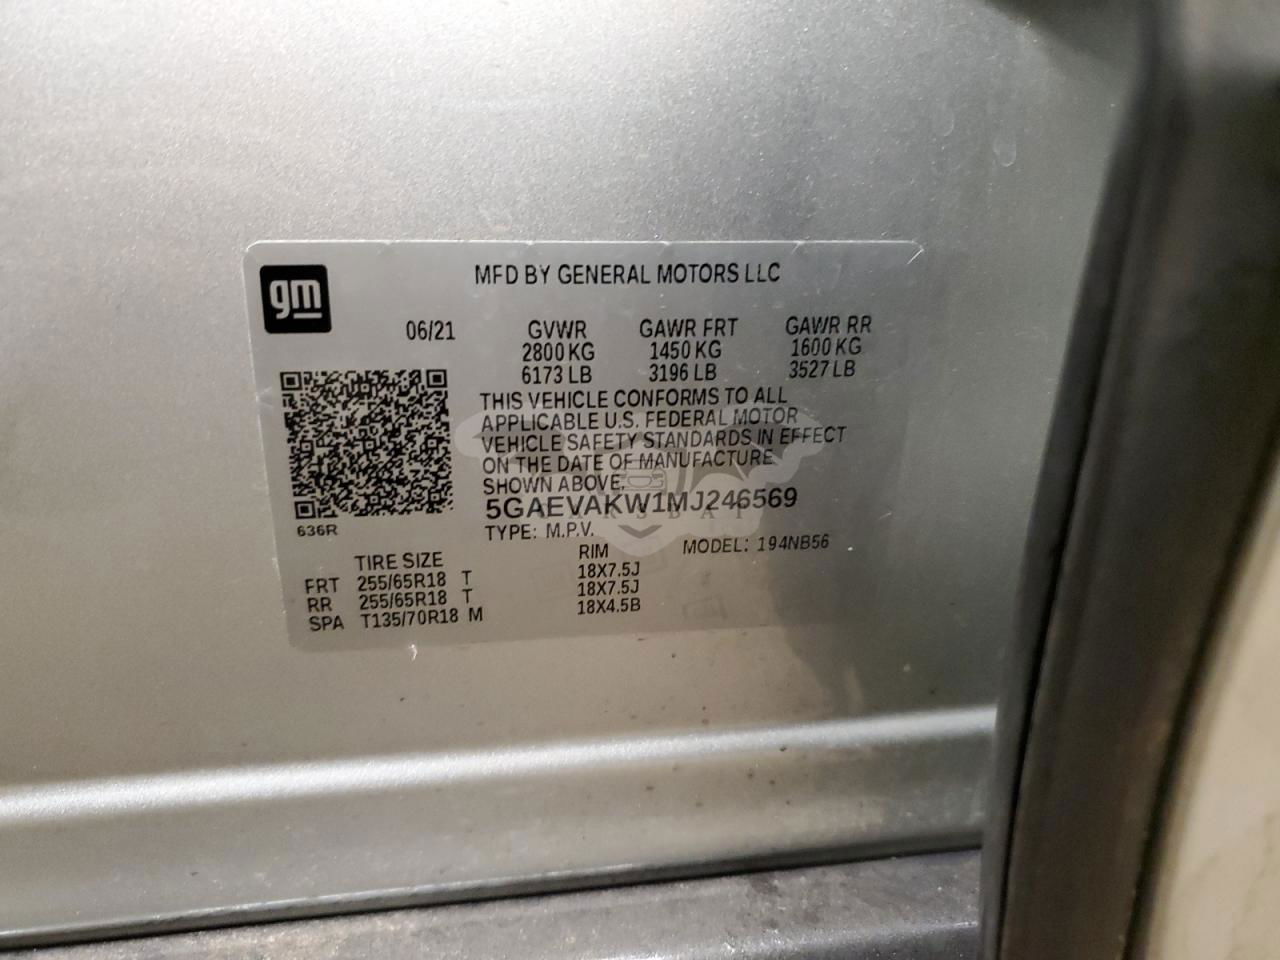 gm
MFD BY GENERAL MOTORS LLC
06/21 GVWR GAWR FRT GAWR RR
2800 KG 1450 KG 1600 KG
6173 LB 3196 LB 3527 LB
THIS VEHICLE CONFORMS TO ALL
APPLICABLE U.S. FEDERAL MOTOR
VEHICLE SAFETY STANDARDS IN EFFECT
ON THE DATE OF MANUFACTURE
SHOWN ABOVE.
5GAEVAKW1MJ246569
CARSBAT
636R
TYPE: M.P.V. MODEL: 194NB56
TIRE SIZE RIM
FRT 255/65R18 T 18X7.5J
RR 255/65R18 T 18X7.5J
SPA T135/70R18 M 18X4.5B